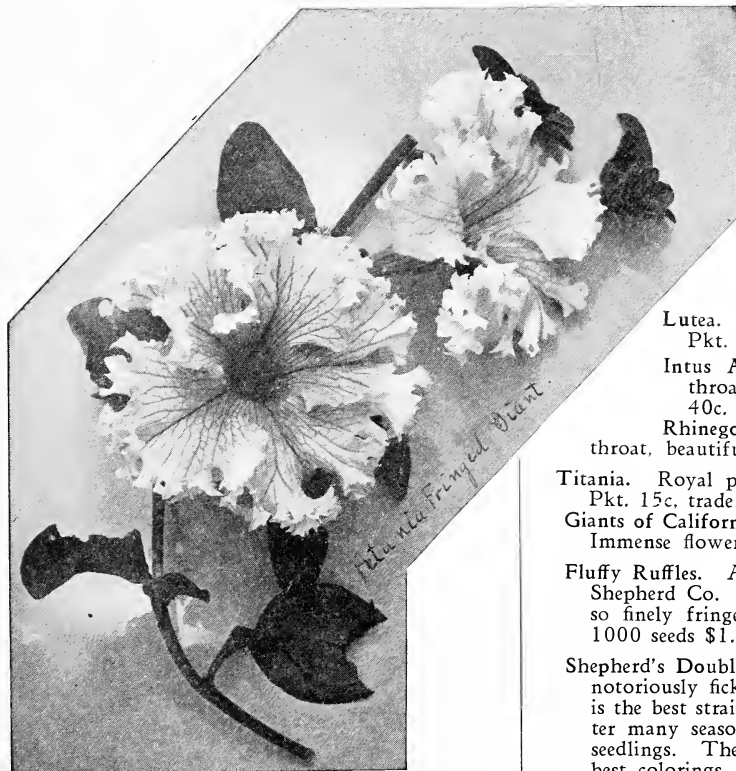 Petunia Fringed Giant.
Lutea.
Pkt.
Intus
40c.
throat, beautifu
Titania. Royal p
Pkt. 15c, trade
Giants of Californ
Immense flower
Fluffy Ruffles. A
Shepherd Co.
so finely fringe
1000 seeds $1.
Shepherd's Doubl
notoriously fick
is the best strai
ter many seaso
seedlings. The
best colorings